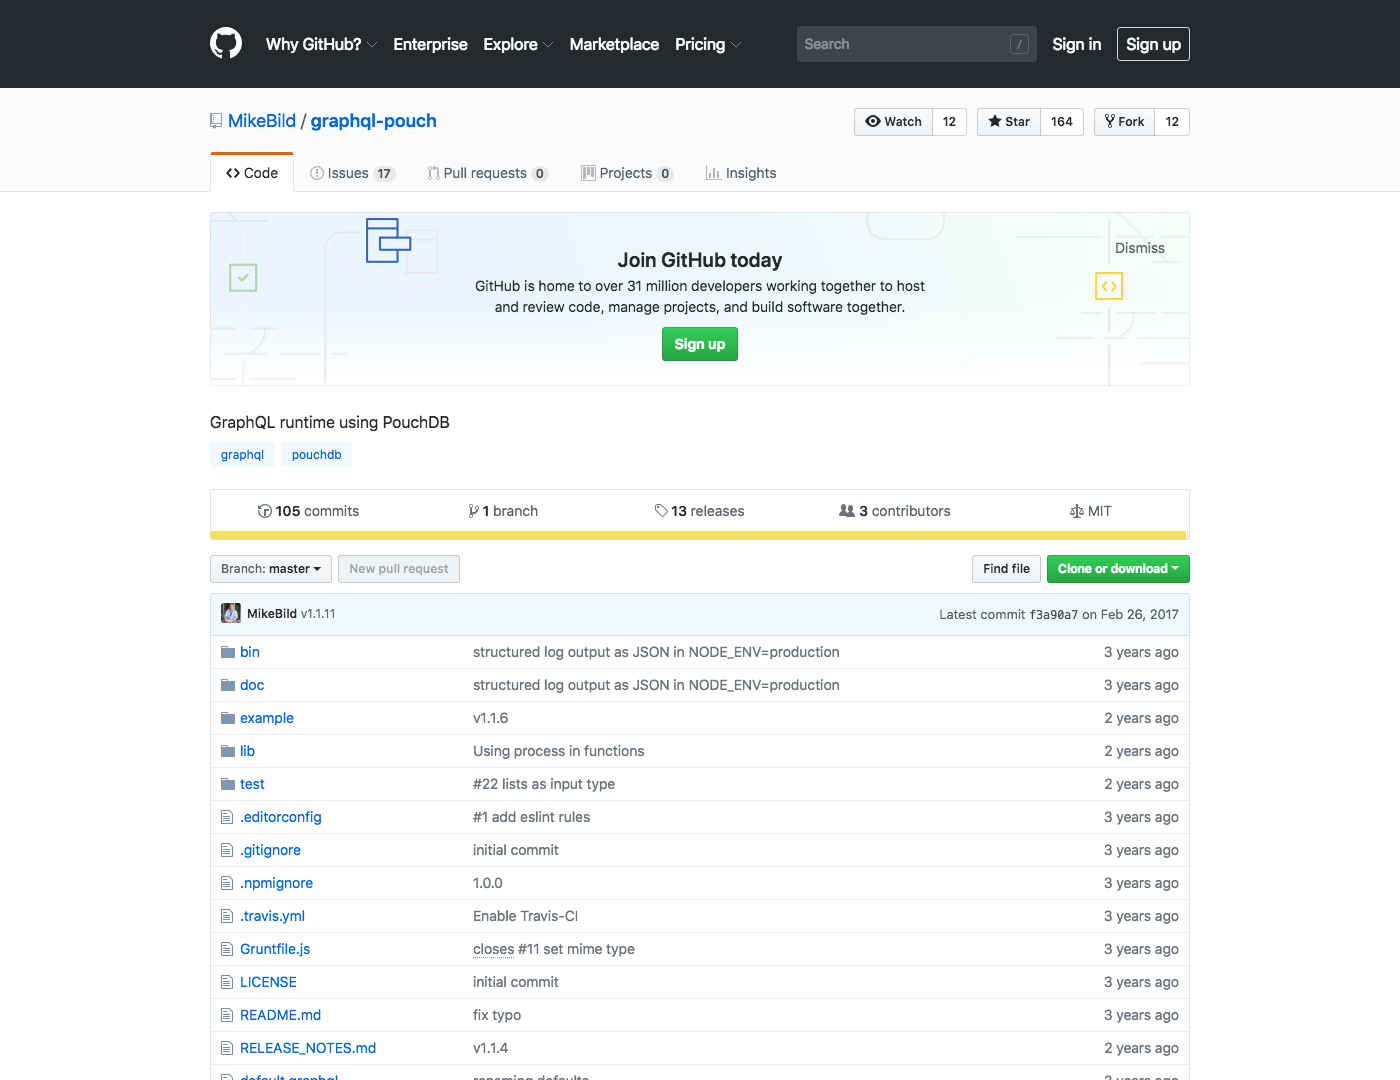 Why GitHub? Enterprise Explore Marketplace Pricing Search / Sign in Sign up
MikeBild / graphql-pouch Watch 12 Star 164 Fork 12
Code Issues 17 Pull requests 0 Projects 0 Insights
Dismiss
Join GitHub today
GitHub is home to over 31 million developers working together to host
and review code, manage projects, and build software together.
Sign up
GraphQL runtime using PouchDB
graphql pouchdb
105 commits 1 branch 13 releases 3 contributors MIT
Branch: master New pull request Find file Clone or download
MikeBild v1.1.11 Latest commit f3a90a7 on Feb 26, 2017
bin structured log output as JSON in NODE_ENV=production 3 years ago
doc structured log output as JSON in NODE_ENV=production 3 years ago
example v1.1.6 2 years ago
lib Using process in functions 2 years ago
test #22 lists as input type 2 years ago
.editorconfig #1 add eslint rules 3 years ago
.gitignore initial commit 3 years ago
.npmignore 1.0.0 3 years ago
.travis.yml Enable Travis-CI 3 years ago
Gruntfile.js closes #11 set mime type 3 years ago
LICENSE initial commit 3 years ago
README.md fix typo 3 years ago
RELEASE_NOTES.md v1.1.4 2 years ago
default.graphql renaming defaults 3 years ago